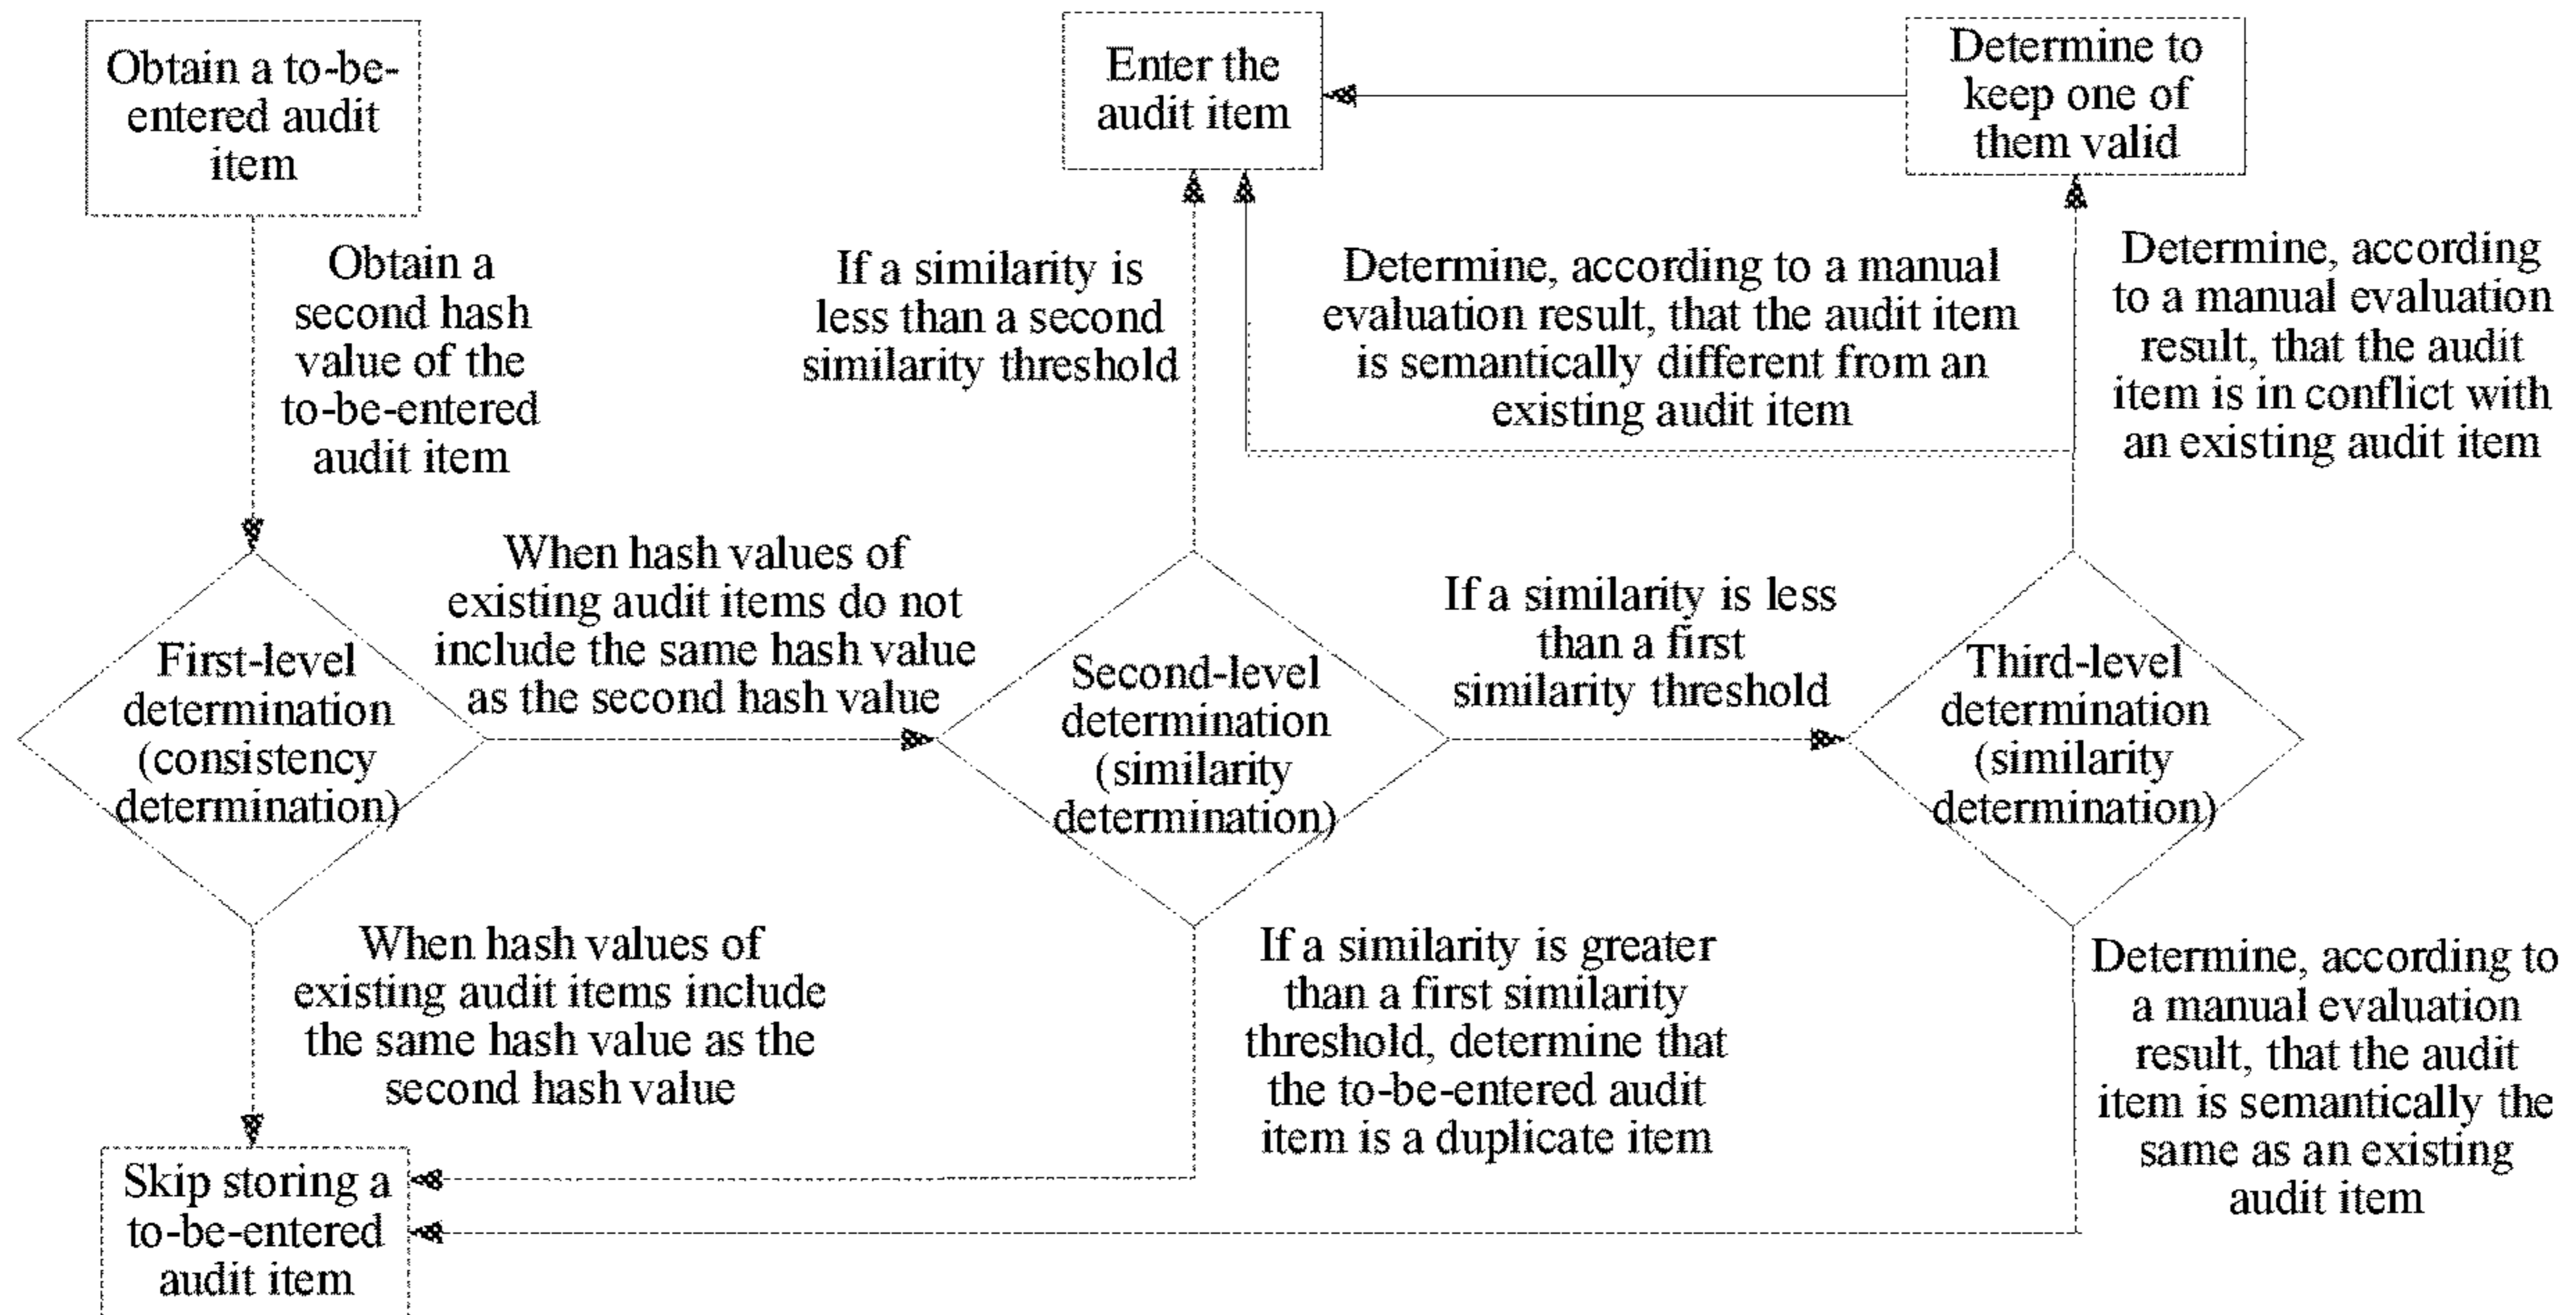 Obtain a to-be-
entered audit
item
Enter the
audit item
Determine to
keep one of
them valid
Obtain a
second hash
value of the
to-be-entered
audit item
If a similarity is
less than a second
similarity threshold
Determine, according to a manual
evaluation result, that the audit item
is semantically different from an
existing audit item
Determine, according
to a manual evaluation
result, that the audit
item is in conflict with
an existing audit item
First-level
determination
(consistency
determination)
When hash values of
existing audit items do not
include the same hash value
as the second hash value
Second-level
determination
(similarity
determination)
If a similarity is less
than a first
similarity threshold
Third-level
determination
(similarity
determination)
When hash values of
existing audit items include
the same hash value as the
second hash value
If a similarity is greater
than a first similarity
threshold, determine that
the to-be-entered audit
item is a duplicate item
Determine, according to
a manual evaluation
result, that the audit
item is semantically the
same as an existing
audit item
Skip storing a
to-be-entered
audit item